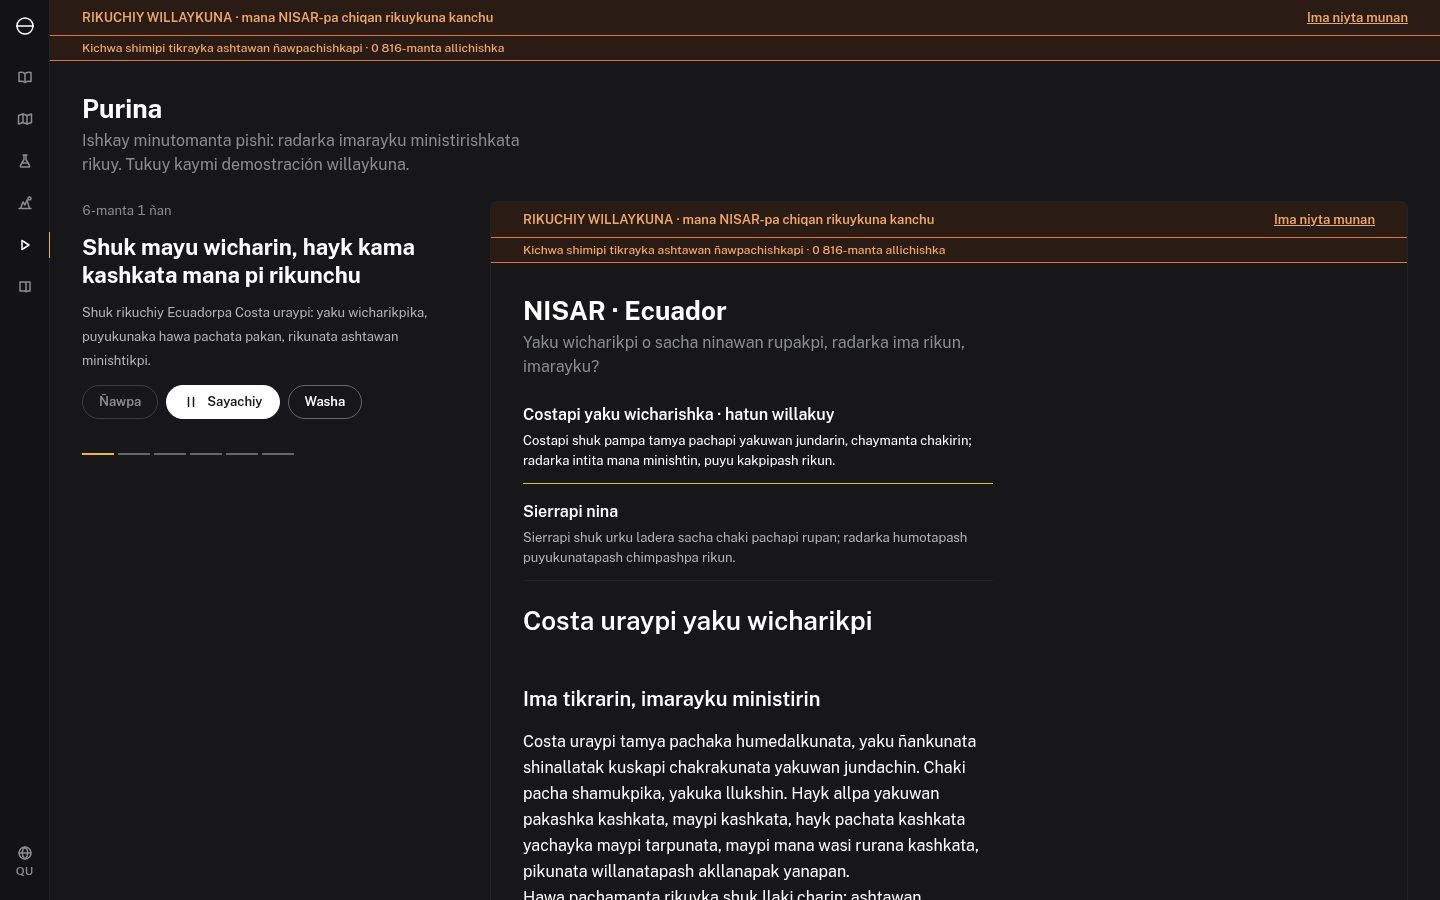 RIKUCHIY WILLAYKUNA · mana NISAR-pa chiqan rikuykuna kanchu
Ima niyta munan
Kichwa shimipi tikrayka ashtawan ñawpachishkapi · 0 816-manta allichishka
Purina
Ishkay minutomanta pishi: radarka imarayku ministirishkata
rikuy. Tukuy kaymi demostración willaykuna.
6-manta 1 ñan
Shuk mayu wicharin, hayk kama
kashkata mana pi rikunchu
Shuk rikuchiy Ecuadorpa Costa uraypi: yaku wicharikpika,
puyukunaka hawa pachata pakan, rikunata ashtawan
minishtikpi.
Ñawpa
Sayachiy
Washa
RIKUCHIY WILLAYKUNA · mana NISAR-pa chiqan rikuykuna kanchu
Ima niyta munan
Kichwa shimipi tikrayka ashtawan ñawpachishkapi · 0 816-manta allichishka
NISAR · Ecuador
Yaku wicharikpi o sacha ninawan rupakpi, radarka ima rikun,
imarayku?
Costapi yaku wicharishka · hatun willakuy
Costapi shuk pampa tamya pachapi yakuwan jundarin, chaymanta chakirin;
radarka intita mana minishtin, puyu kakpipash rikun.
Sierrapi nina
Sierrapi shuk urku ladera sacha chaki pachapi rupan; radarka humotapash
puyukunatapash chimpashpa rikun.
Costa uraypi yaku wicharikpi
Ima tikrarin, imarayku ministirin
Costa uraypi tamya pachaka humedalkunata, yaku ñankunata
shinallatak kuskapi chakrakunata yakuwan jundachin. Chaki
pacha shamukpika, yakuka llukshin. Hayk allpa yakuwan
pakashka kashkata, maypi kashkata, hayk pachata kashkata
yachayka maypi tarpunata, maypi mana wasi rurana kashkata,
pikunata willanatapash akllanapak yanapan.
Hawa pachamanta rikuyka shuk llaki charin: ashtawan
QU